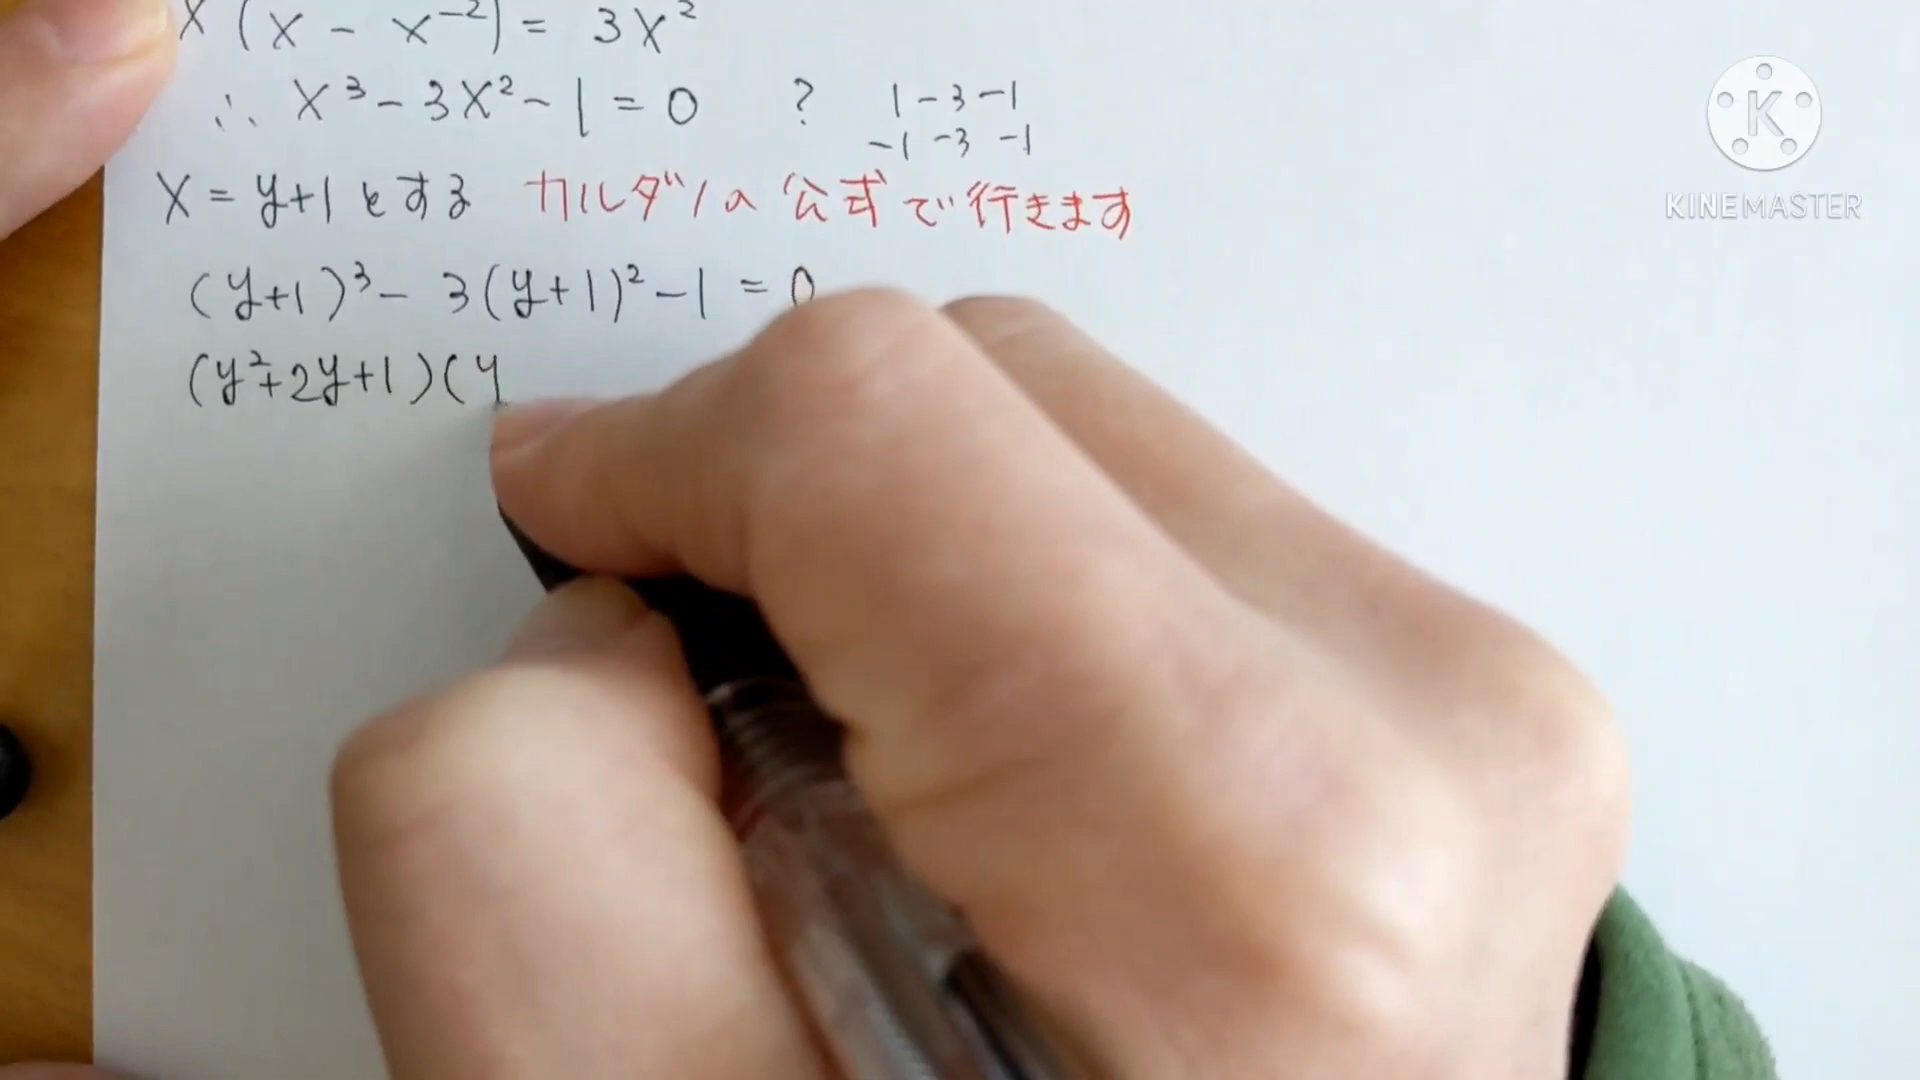 x(x - x⁻²) = 3x²
∴ x³ - 3x² - 1 = 0 ? 1 -3 -1
-1 -3 -1
x = y+1 とする カルダノの公式で行きます
(y+1)³ - 3(y+1)² - 1 = 0
(y²+2y+1)(y
K
KINEMASTER